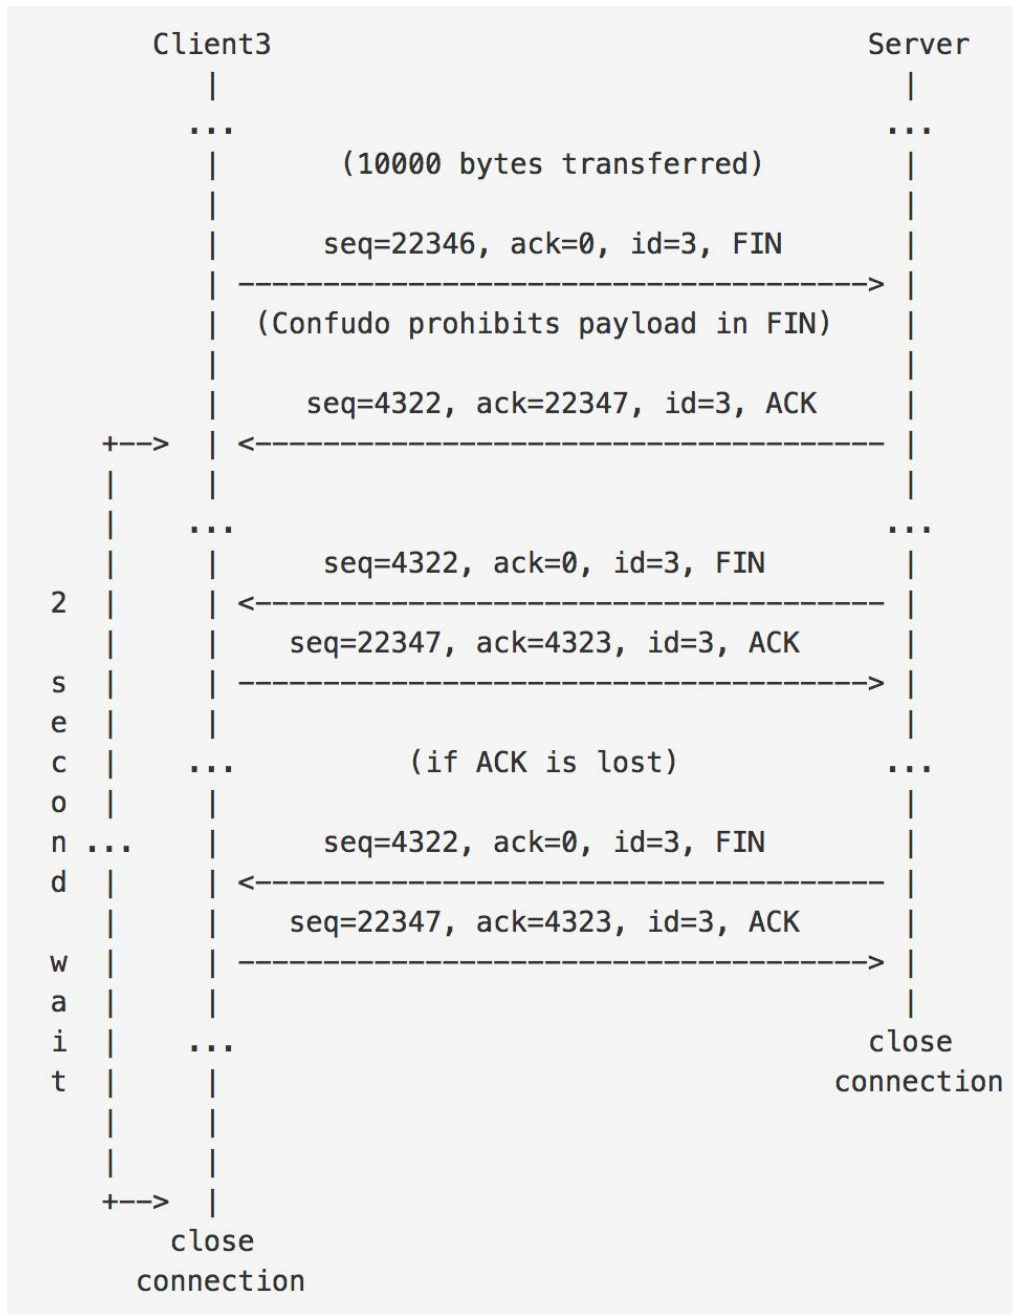 Client3 Server
| |
... ...
| (10000 bytes transferred) |
| |
| seq=22346, ack=0, id=3, FIN |
| -------------------------------------> |
| (Confudo prohibits payload in FIN) |
| |
| seq=4322, ack=22347, id=3, ACK |
+--> | <------------------------------------- |
| | |
| ... ...
| | seq=4322, ack=0, id=3, FIN |
2 | | <------------------------------------- |
| | seq=22347, ack=4323, id=3, ACK |
s | | -------------------------------------> |
e | | |
c | ... (if ACK is lost) ...
o | | |
n ... | seq=4322, ack=0, id=3, FIN |
d | | <------------------------------------- |
| | seq=22347, ack=4323, id=3, ACK |
w | | -------------------------------------> |
a | | |
i | ... close
t | | connection
| |
| |
+--> |
close
connection